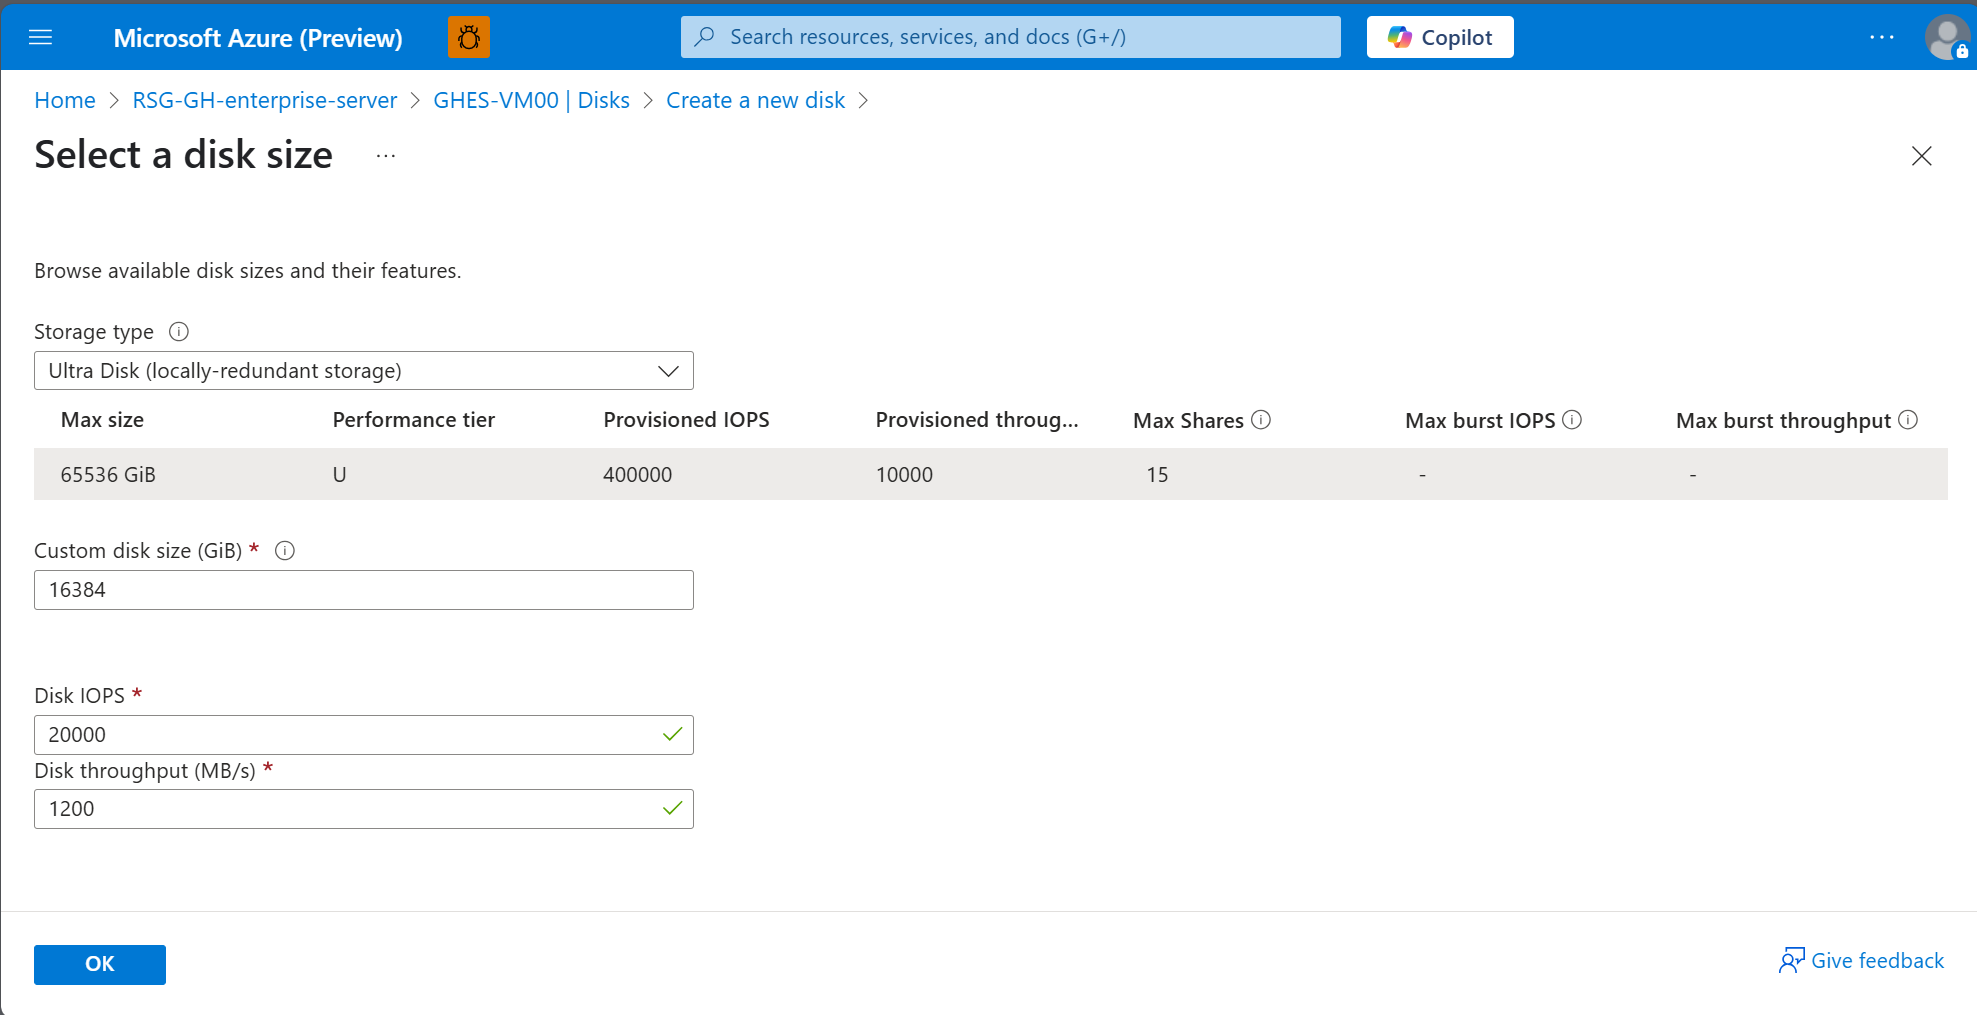 Microsoft Azure (Preview)
Search resources, services, and docs (G+/)
Copilot
Home > RSG-GH-enterprise-server > GHES-VM00 | Disks > Create a new disk >
Select a disk size ...
Browse available disk sizes and their features.
Storage type
Ultra Disk (locally-redundant storage)
Max size Performance tier Provisioned IOPS Provisioned throug... Max Shares Max burst IOPS Max burst throughput
65536 GiB U 400000 10000 15 - -
Custom disk size (GiB) *
16384
Disk IOPS *
20000
Disk throughput (MB/s) *
1200
OK
Give feedback